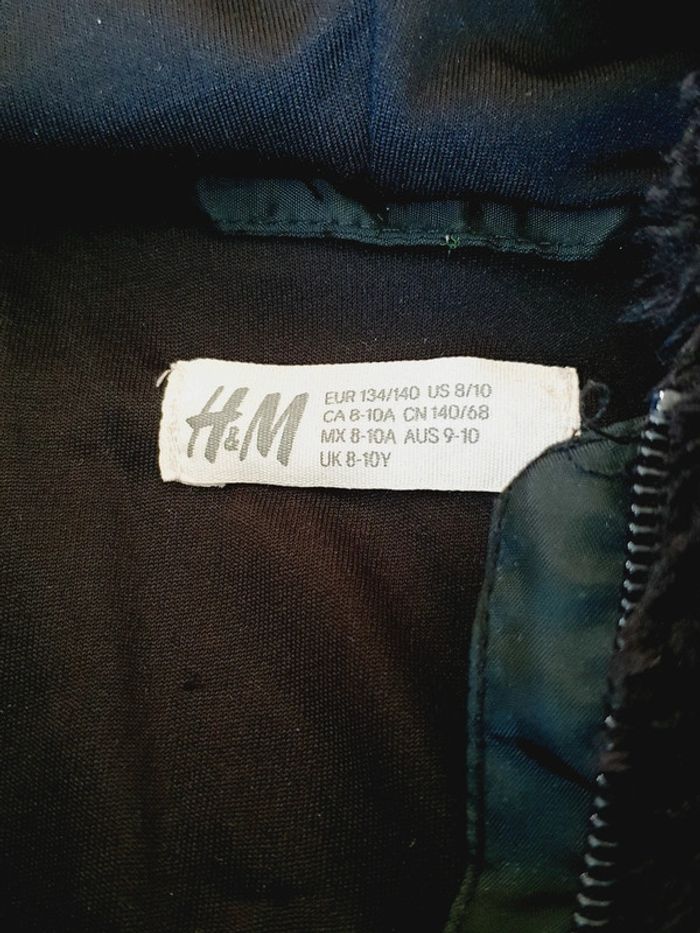 H&M
EUR 134/140 US 8/10
CA 8-10A CN 140/68
MX 8-10A AUS 9-10
UK 8-10Y